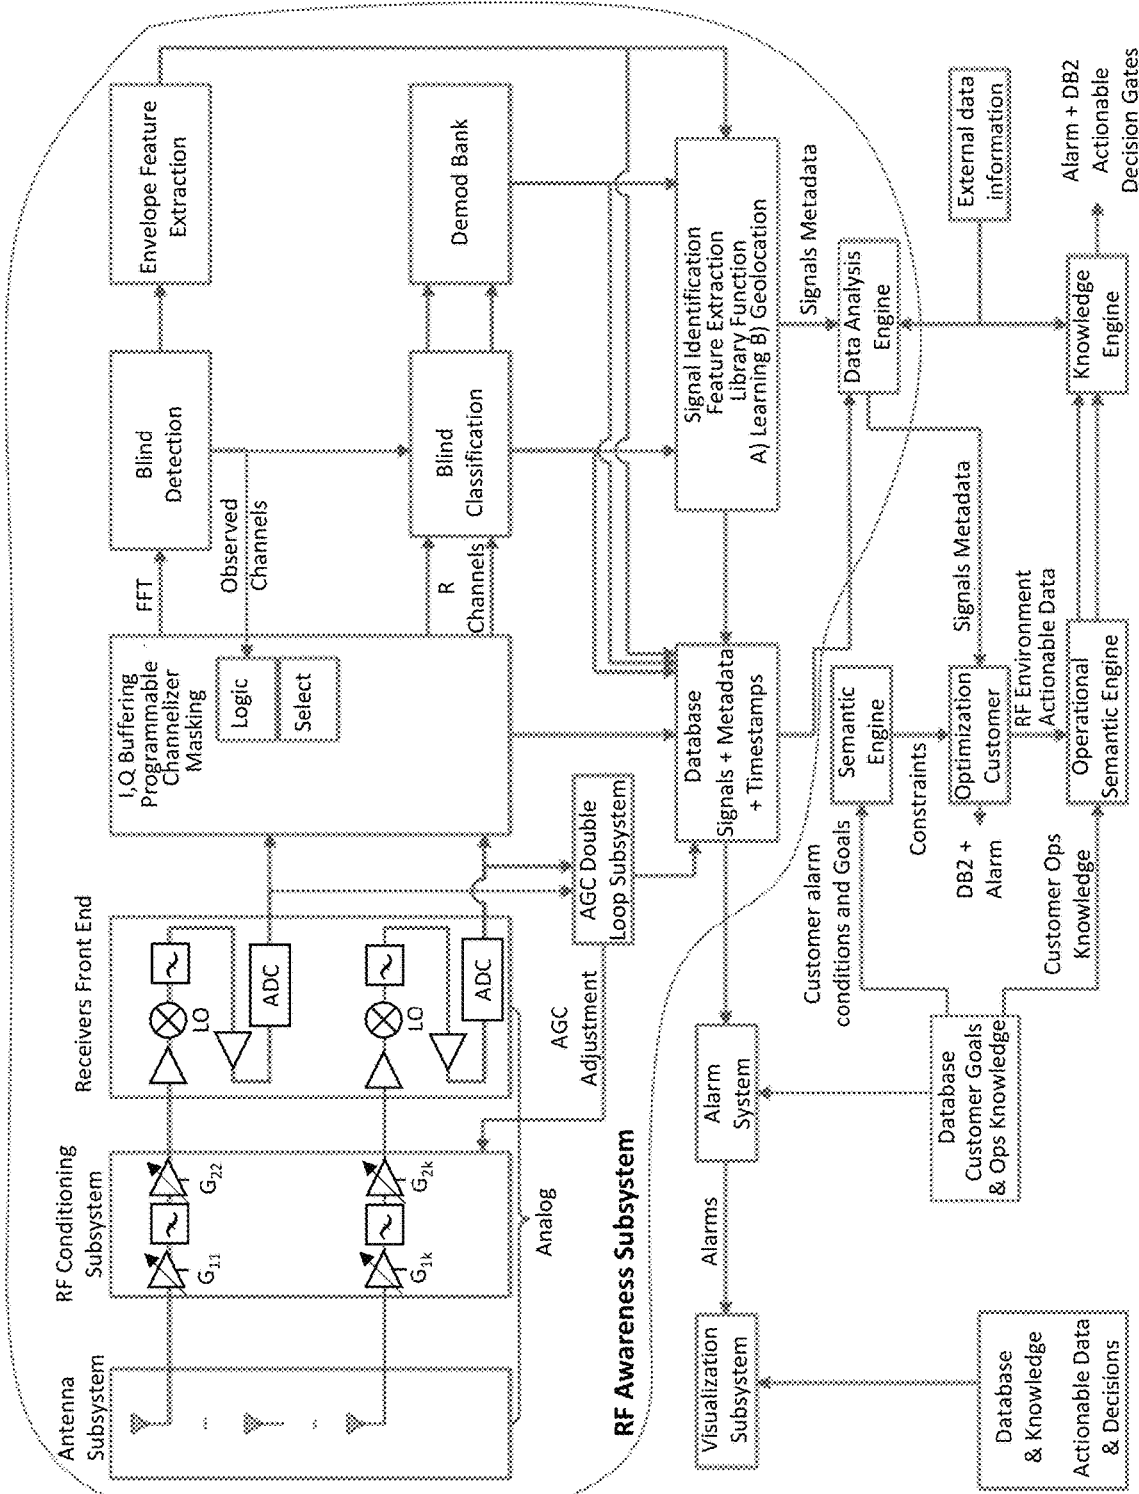 Antenna
Subsystem
RF Conditioning
Subsystem
G11
G22
G1k
G2k
Analog
Receivers Front End
LO
ADC
LO
ADC
AGC
Adjustment
AGC Double
Loop Subsystem
I,Q Buffering
Programmable
Channelizer
Masking
Logic
Select
FFT
Observed
Channels
R
Channels
Blind
Detection
Blind
Classification
Envelope Feature
Extraction
Demod Bank
RF Awareness Subsystem
Database
Signals + Metadata
+ Timestamps
Signal Identification
Feature Extraction
Library Function
A) Learning B) Geolocation
Signals Metadata
Visualization
Subsystem
Alarms
Alarm
System
Customer alarm
conditions and Goals
Semantic
Engine
Data Analysis
Engine
Constraints
Signals Metadata
External data
information
Database
Customer Goals
& Ops Knowledge
DB2 +
Alarm
Optimization
Customer
RF Environment
Actionable Data
Database
& Knowledge
Actionable Data
& Decisions
Customer Ops
Knowledge
Operational
Semantic Engine
Knowledge
Engine
Alarm + DB2
Actionable
Decision Gates